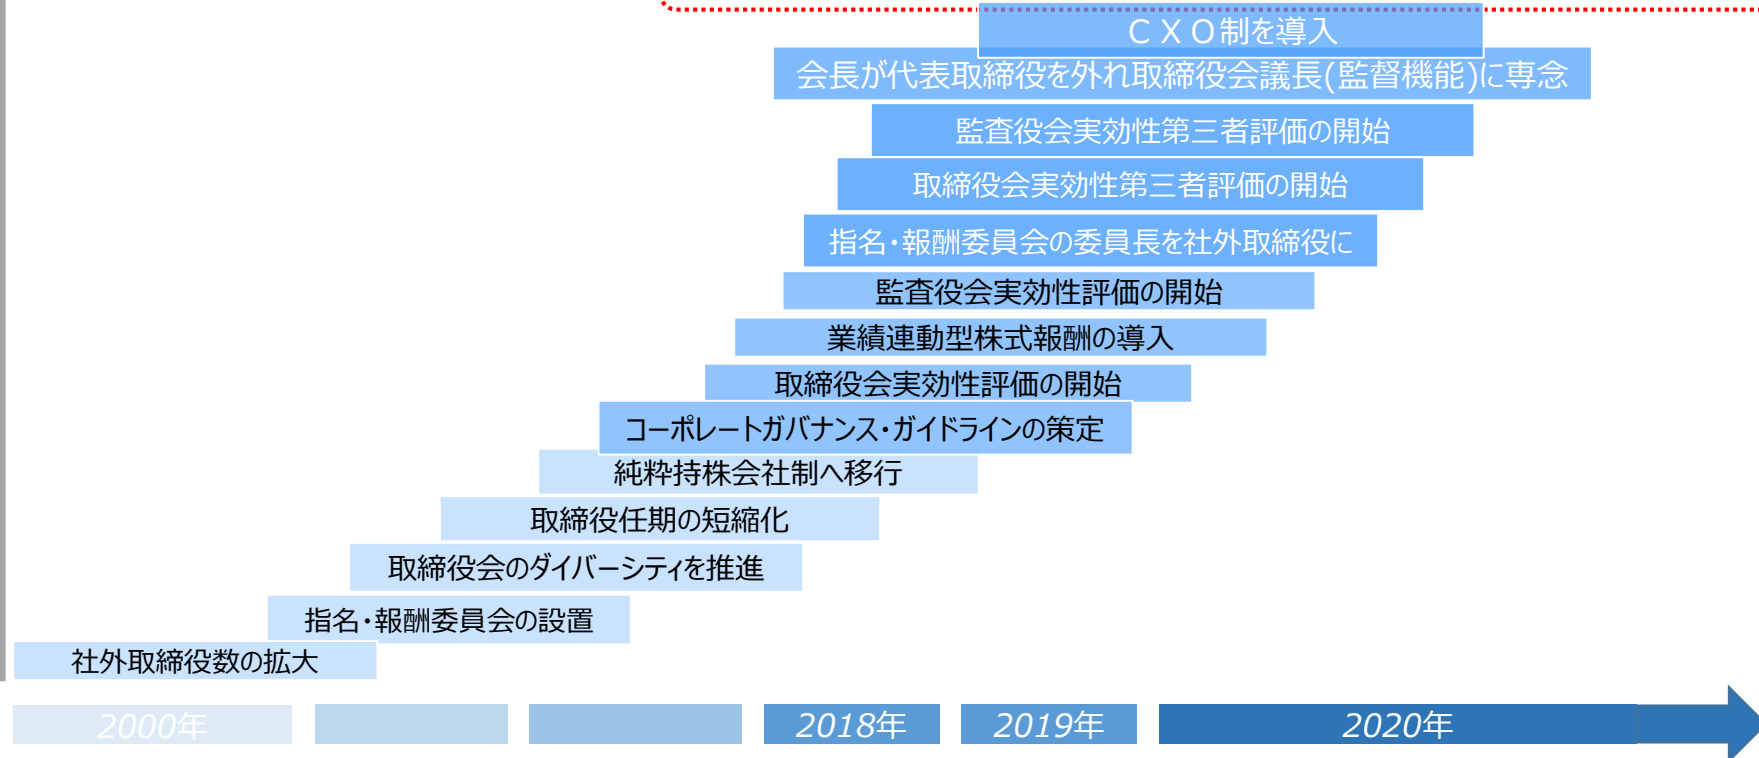 ＣＸＯ制を導入
会長が代表取締役を外れ取締役会議長(監督機能)に専念
監査役会実効性第三者評価の開始
取締役会実効性第三者評価の開始
指名・報酬委員会の委員長を社外取締役に
監査役会実効性評価の開始
業績連動型株式報酬の導入
取締役会実効性評価の開始
コーポレートガバナンス・ガイドラインの策定
純粋持株会社制へ移行
取締役任期の短縮化
取締役会のダイバーシティを推進
指名・報酬委員会の設置
社外取締役数の拡大
2000年 2018年 2019年 2020年